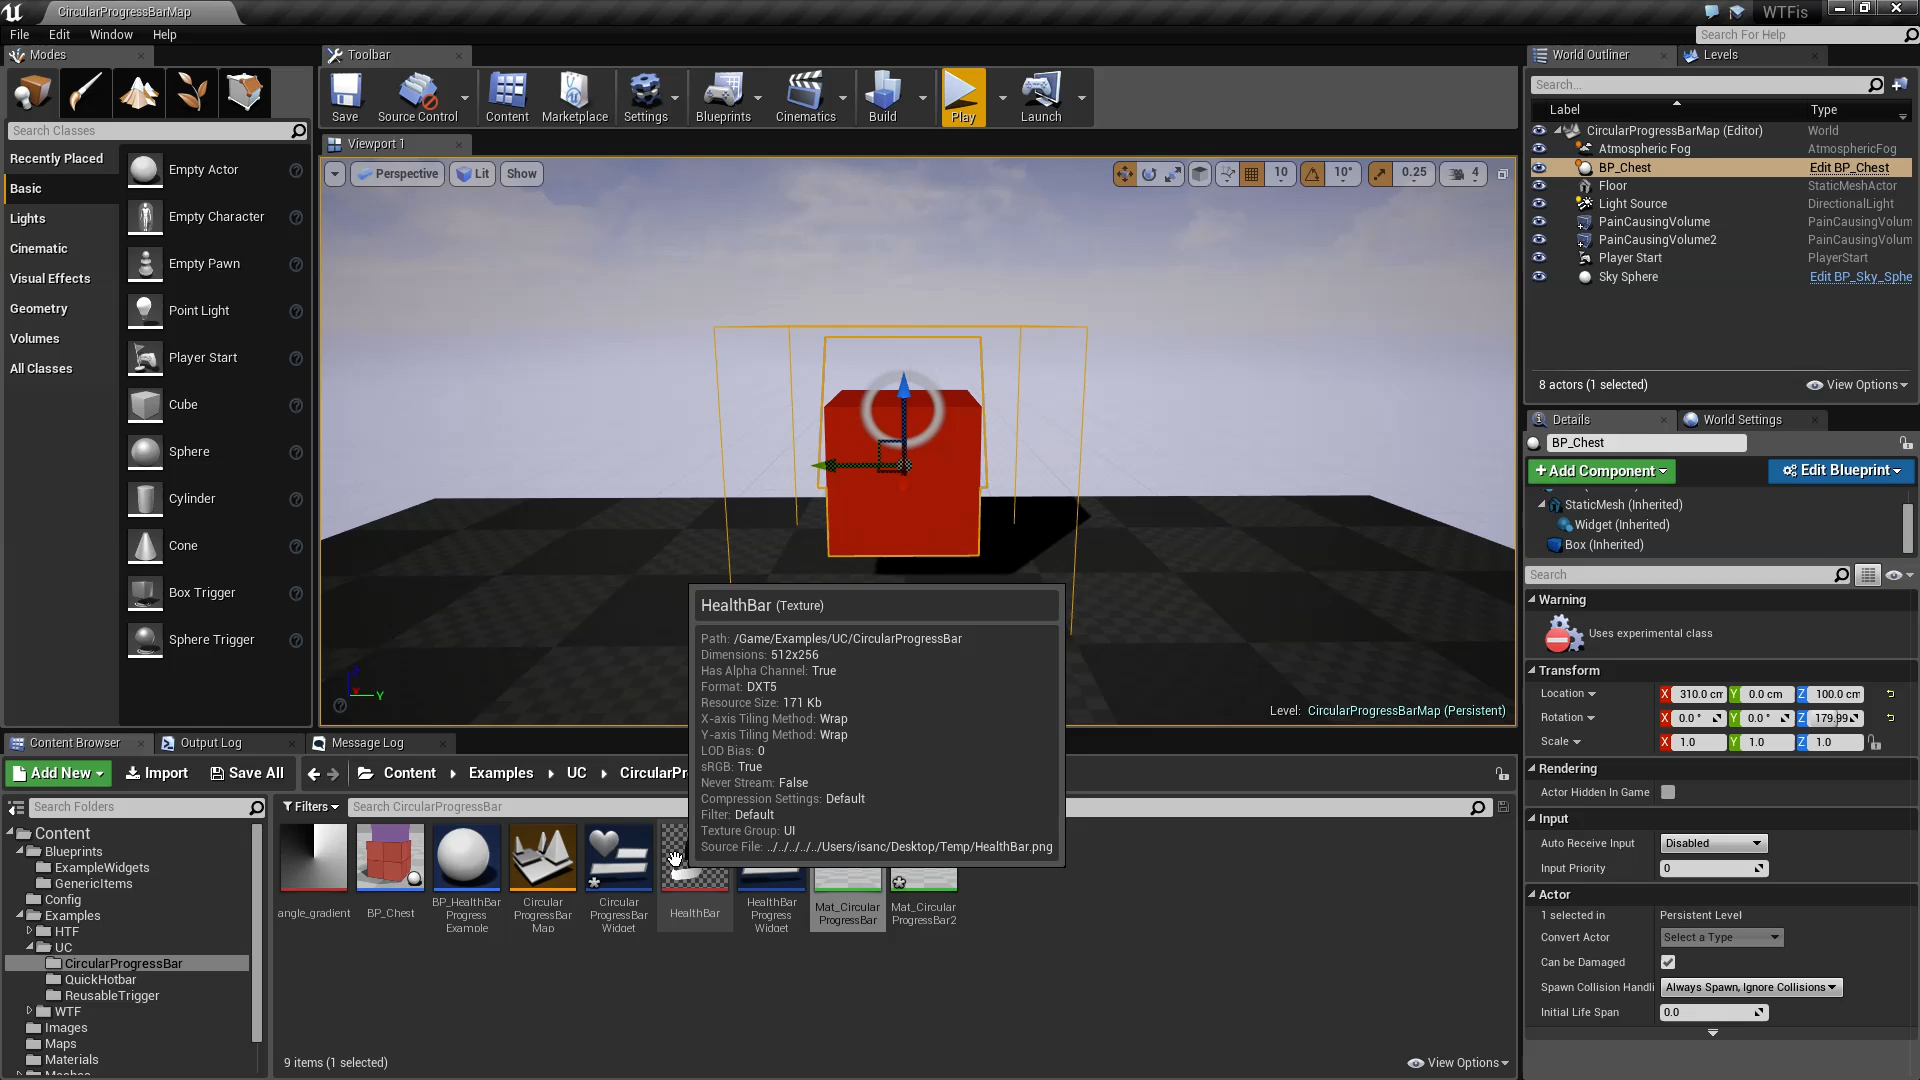 CircularProgressBarMap
WTFis
File Edit Window Help
Search For Help
Modes
Toolbar
World Outliner
Levels
Save
Source Control
Content
Marketplace
Settings
Blueprints
Cinematics
Build
Play
Launch
Search Classes
Viewport 1
Perspective
Lit
Show
10
10°
0.25
4
Recently Placed
Basic
Lights
Cinematic
Visual Effects
Geometry
Volumes
All Classes
Empty Actor
Empty Character
Empty Pawn
Point Light
Player Start
Cube
Sphere
Cylinder
Cone
Box Trigger
Sphere Trigger
Y
Level: CircularProgressBarMap (Persistent)
Search...
Label Type
CircularProgressBarMap (Editor) World
Atmospheric Fog AtmosphericFog
BP_Chest Edit BP_Chest
Floor StaticMeshActor
Light Source DirectionalLight
PainCausingVolume PainCausingVolum
PainCausingVolume2 PainCausingVolum
Player Start PlayerStart
Sky Sphere Edit BP_Sky_Sphe
8 actors (1 selected)
View Options
Details
World Settings
BP_Chest
+Add Component
Edit Blueprint
StaticMesh (Inherited)
Widget (Inherited)
Box (Inherited)
Search
Warning
Uses experimental class
Transform
Location X 310.0 cm Y 0.0 cm Z 100.0 cm
Rotation X 0.0 ° Y 0.0 ° Z 179.99
Scale X 1.0 Y 1.0 Z 1.0
Rendering
Actor Hidden In Game
Input
Auto Receive Input Disabled
Input Priority 0
Actor
1 selected in Persistent Level
Convert Actor Select a Type
Can be Damaged
Spawn Collision Handli Always Spawn, Ignore Collisions
Initial Life Span 0.0
HealthBar (Texture)
Path: /Game/Examples/UC/CircularProgressBar
Dimensions: 512x256
Has Alpha Channel: True
Format: DXT5
Resource Size: 171 Kb
X-axis Tiling Method: Wrap
Y-axis Tiling Method: Wrap
LOD Bias: 0
sRGB: True
Never Stream: False
Compression Settings: Default
Filter: Default
Texture Group: UI
Source File: ../../../../../Users/isanc/Desktop/Temp/HealthBar.png
Content Browser
Output Log
Message Log
Add New
Import
Save All
Content Examples UC CircularPr
Search Folders
Filters
Search CircularProgressBar
Content
Blueprints
ExampleWidgets
GenericItems
Config
Examples
HTF
UC
CircularProgressBar
QuickHotbar
ReusableTrigger
WTF
Images
Maps
Materials
angle_gradient
BP_Chest
BP_HealthBar
Progress
Example
Circular
ProgressBar
Map
Circular
ProgressBar
Widget
HealthBar
HealthBar
Progress
Widget
Mat_Circular
ProgressBar
Mat_Circular
ProgressBar2
9 items (1 selected)
View Options